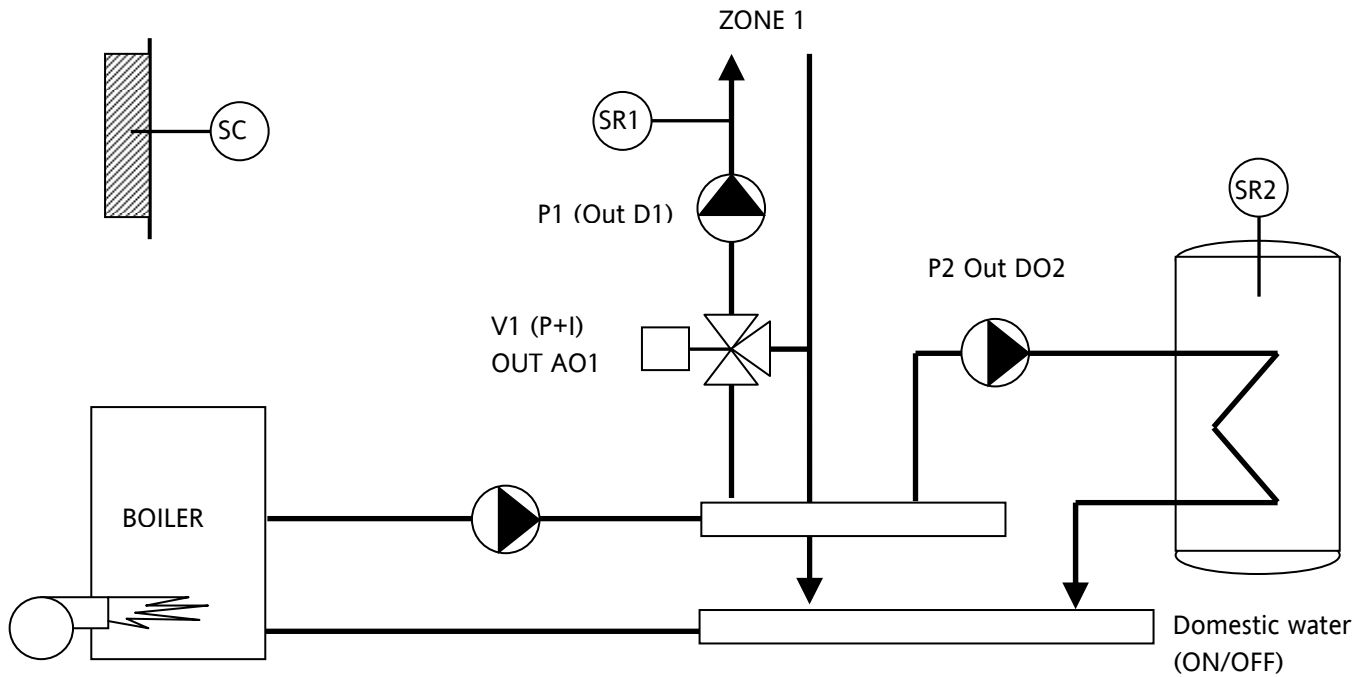 ZONE 1
SC
SR1
P1 (Out D1)
SR2
P2 Out DO2
V1 (P+I)
OUT AO1
BOILER
Domestic water
(ON/OFF)